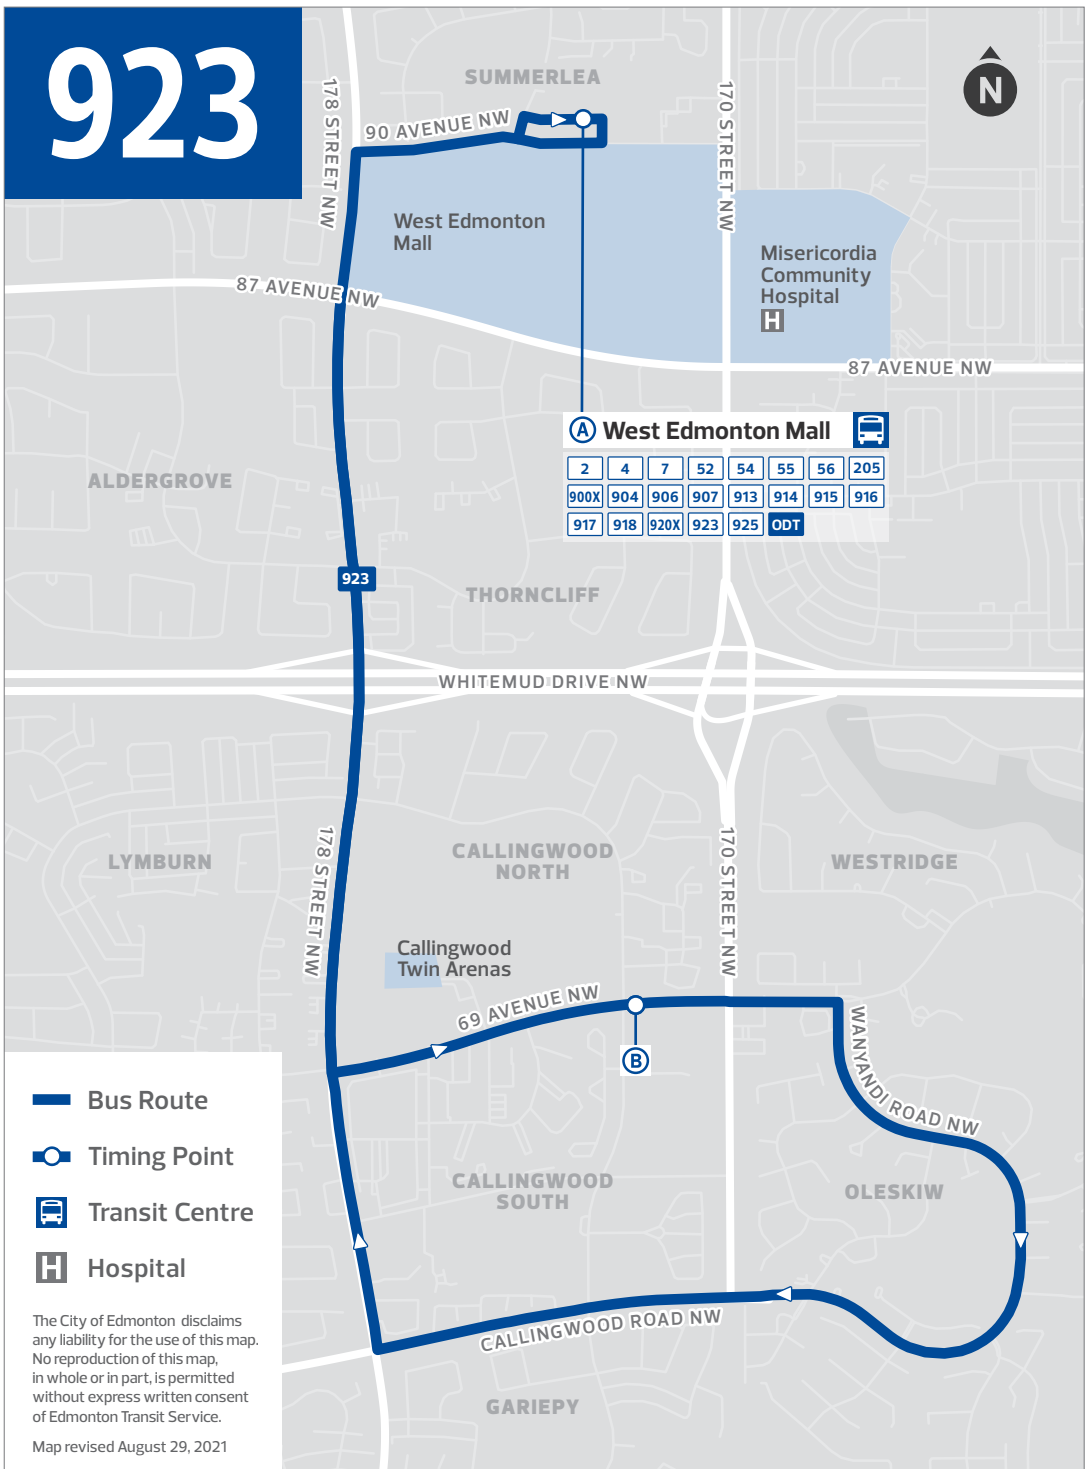 923
SUMMERLEA
N
178 STREET NW
90 AVENUE NW
170 STREET NW
West Edmonton
Mall
Misericordia
Community
Hospital
H
87 AVENUE NW
87 AVENUE NW
A West Edmonton Mall
2 4 7 52 54 55 56 205
900X 904 906 907 913 914 915 916
917 918 920X 923 925 ODT
ALDERGROVE
923
THORNCLIFF
WHITEMUD DRIVE NW
178 STREET NW
LYMBURN
CALLINGWOOD
NORTH
170 STREET NW
WESTRIDGE
Callingwood
Twin Arenas
69 AVENUE NW
B
WANYANDI ROAD NW
CALLINGWOOD
SOUTH
OLESKIW
CALLINGWOOD ROAD NW
GARIEPY
Bus Route
Timing Point
Transit Centre
H Hospital
The City of Edmonton disclaims
any liability for the use of this map.
No reproduction of this map,
in whole or in part, is permitted
without express written consent
of Edmonton Transit Service.
Map revised August 29, 2021